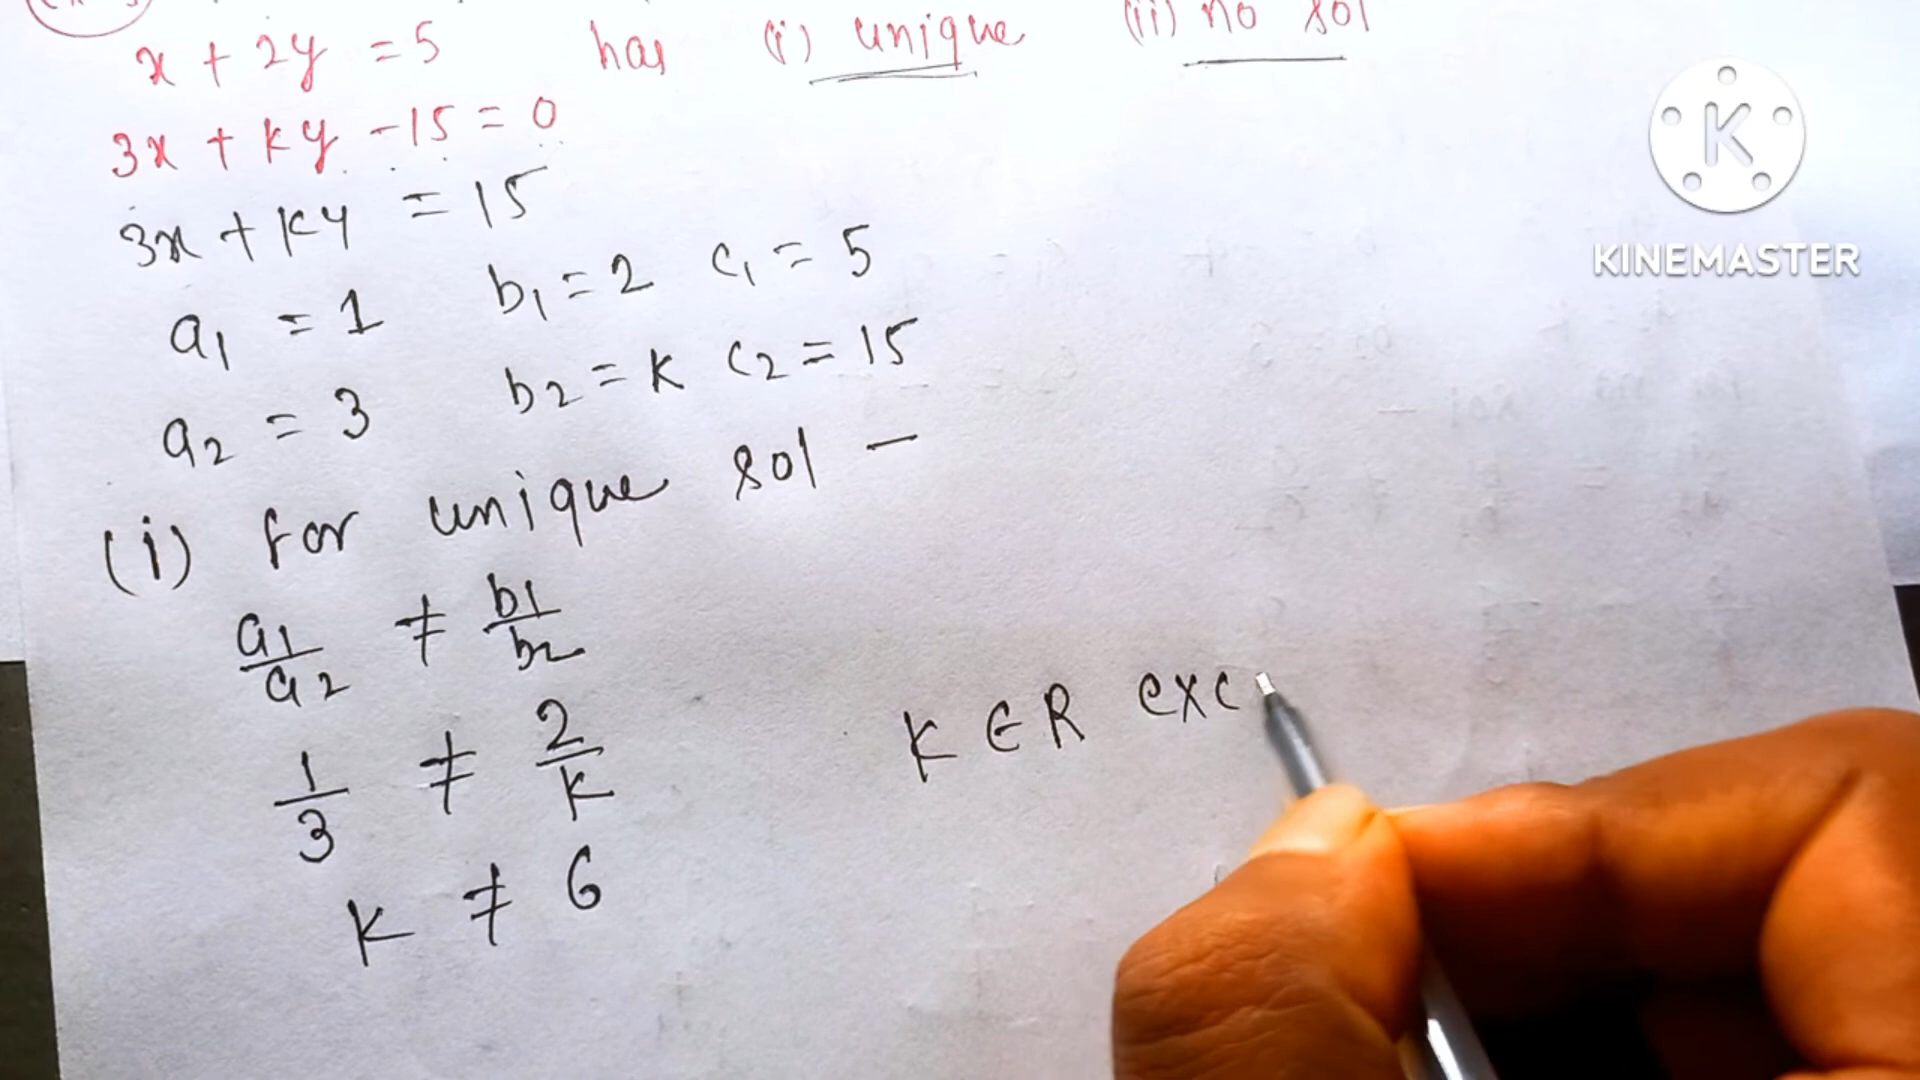 x + 2y = 5 has (i) unique (ii) no sol
3x + ky - 15 = 0
3x + ky = 15
a1 = 1 b1 = 2 c1 = 5
a2 = 3 b2 = k c2 = 15
(i) for unique sol —
a1/a2 ≠ b1/b2
1/3 ≠ 2/k
k ≠ 6
K ∈ R exc
K
KINEMASTER